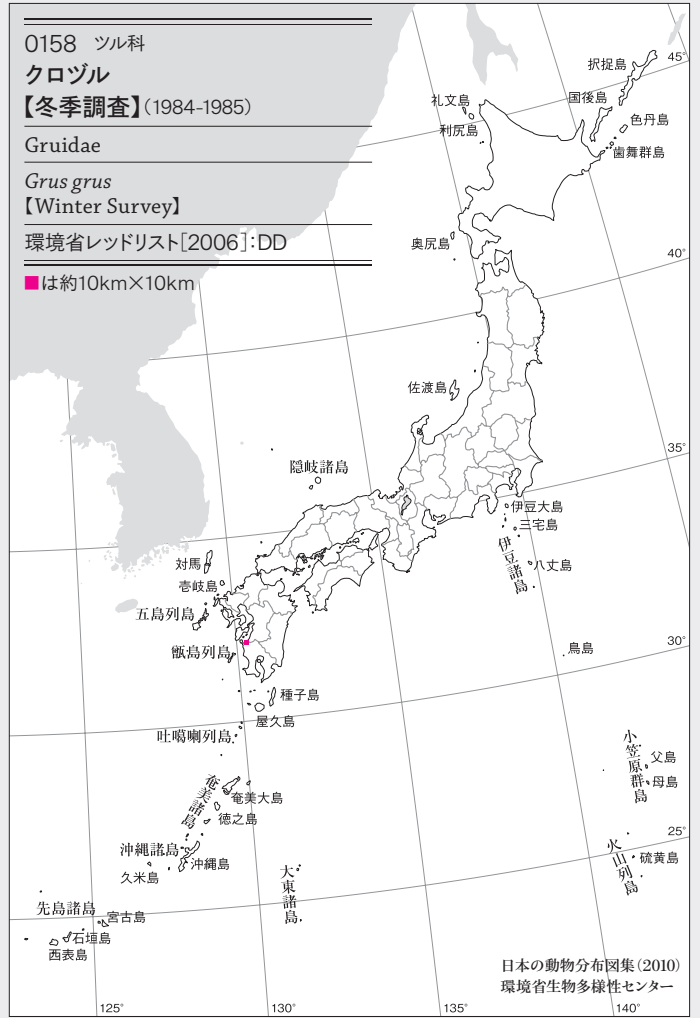 0158 ツル科
クロヅル
【冬季調査】(1984-1985)
Gruidae
Grus grus
【Winter Survey】
環境省レッドリスト[2006]:DD
■は約10km×10km
択捉島
45°
礼文島
国後島
利尻島
色丹島
歯舞群島
奥尻島
40°
佐渡島
35°
隠岐諸島
伊豆大島
三宅島
伊豆諸島
八丈島
対馬
壱岐島
五島列島
甑島列島
鳥島
30°
種子島
屋久島
吐噶喇列島
小笠原群島
父島
母島
奄美諸島
奄美大島
徳之島
25°
沖縄諸島
沖縄島
久米島
火山列島
硫黄島
大東諸島
先島諸島
宮古島
石垣島
西表島
日本の動物分布図集(2010)
環境省生物多様性センター
125°
130°
135°
140°